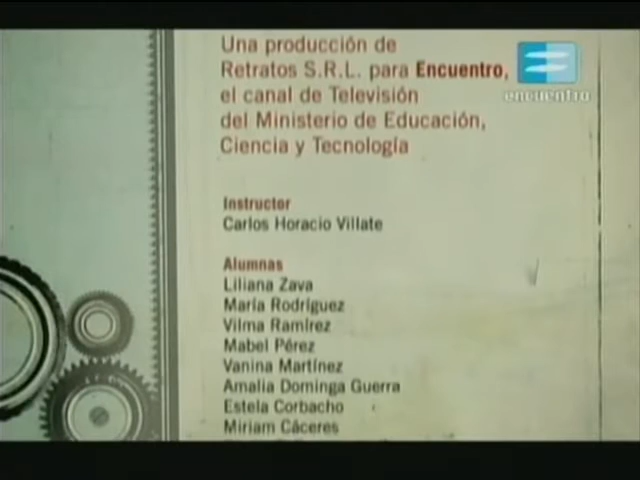 Una producción de
Retratos S.R.L. para Encuentro,
el canal de Televisión
del Ministerio de Educación,
Ciencia y Tecnología
encuentro
Instructor
Carlos Horacio Villate
Alumnas
Liliana Zava
María Rodríguez
Vilma Ramírez
Mabel Pérez
Vanina Martínez
Amalia Dominga Guerra
Estela Corbacho
Miriam Cáceres